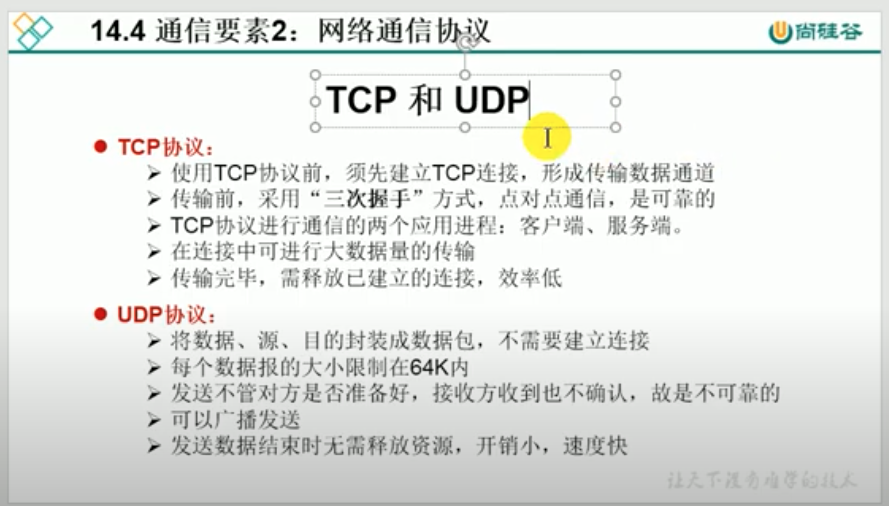 14.4 通信要素2：网络通信协议
尚硅谷
TCP 和 UDP
TCP协议：
使用TCP协议前，须先建立TCP连接，形成传输数据通道
传输前，采用“三次握手”方式，点对点通信，是可靠的
TCP协议进行通信的两个应用进程：客户端、服务端。
在连接中可进行大数据量的传输
传输完毕，需释放已建立的连接，效率低
UDP协议：
将数据、源、目的封装成数据包，不需要建立连接
每个数据报的大小限制在64K内
发送不管对方是否准备好，接收方收到也不确认，故是不可靠的
可以广播发送
发送数据结束时无需释放资源，开销小，速度快
让天下没有难学的技术